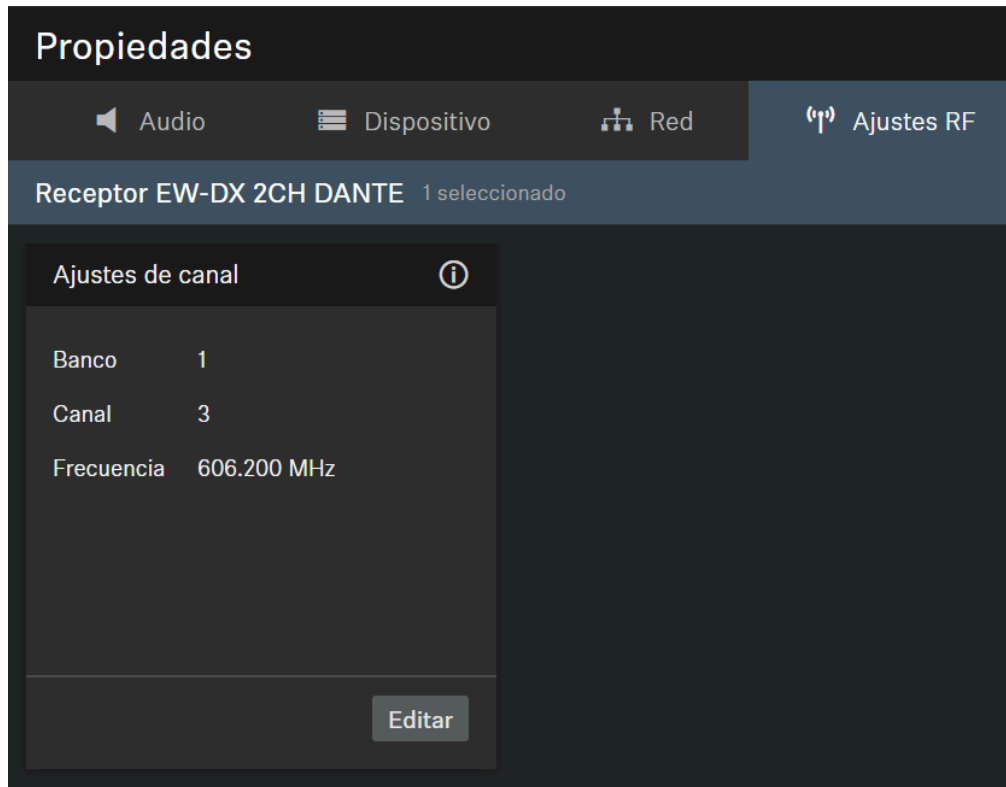 Propiedades
Audio Dispositivo Red Ajustes RF
Receptor EW-DX 2CH DANTE 1 seleccionado
Ajustes de canal
Banco 1
Canal 3
Frecuencia 606.200 MHz
Editar